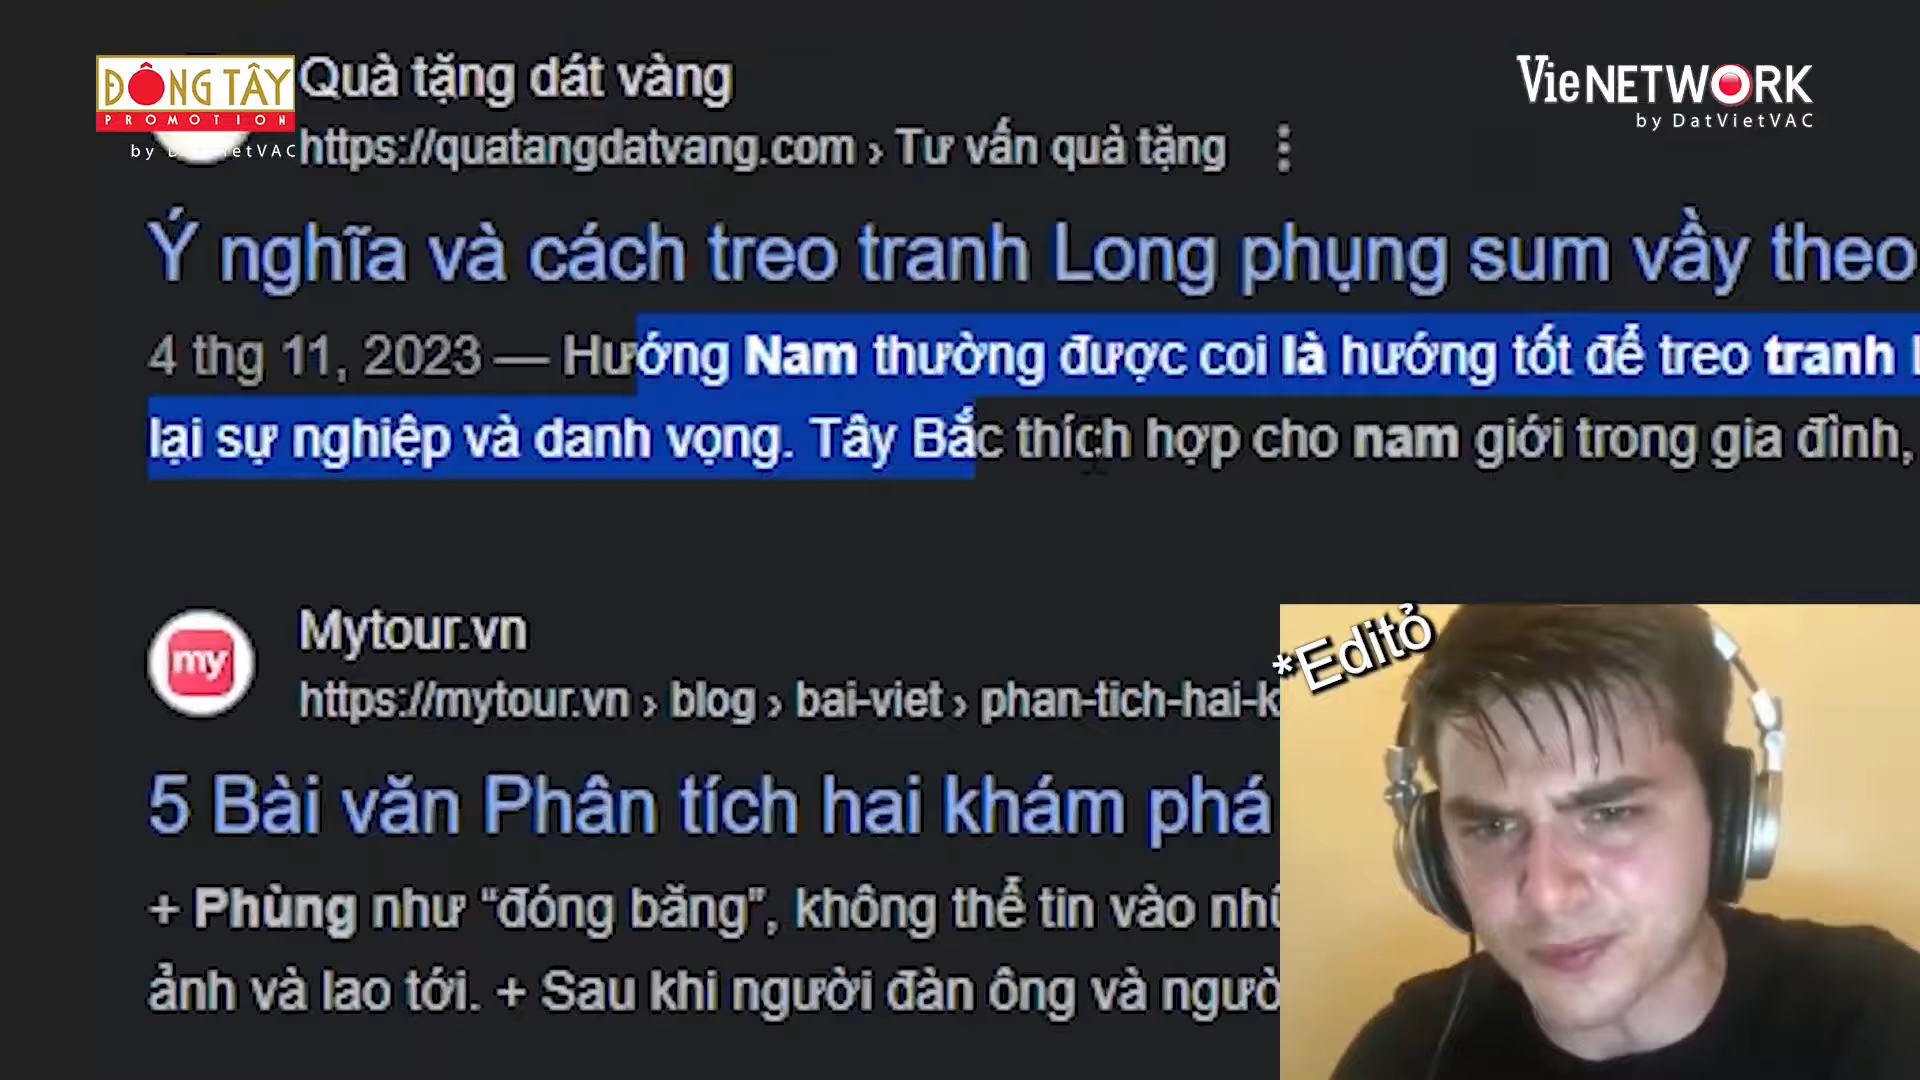 ĐÔNG TÂY
PROMOTION
by DatVietVAC
VieNETWORK
by DatVietVAC
Quà tặng dát vàng
https://quatangdatvang.com › Tư vấn quà tặng
Ý nghĩa và cách treo tranh Long phụng sum vầy theo
4 thg 11, 2023 — Hướng Nam thường được coi là hướng tốt để treo tranh
lại sự nghiệp và danh vọng. Tây Bắc thích hợp cho nam giới trong gia đình,
my
Mytour.vn
https://mytour.vn › blog › bai-viet › phan-tich-hai-k
*Editỏ
5 Bài văn Phân tích hai khám phá
+ Phùng như “đóng băng”, không thể tin vào
ảnh và lao tới. + Sau khi người đàn ông và